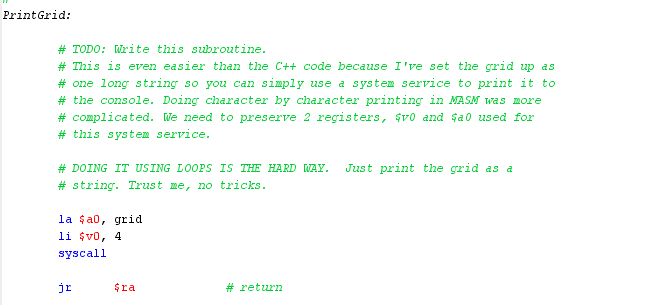 #
PrintGrid:
# TODO: Write this subroutine.
# This is even easier than the C++ code because I've set the grid up as
# one long string so you can simply use a system service to print it to
# the console. Doing character by character printing in MASM was more
# complicated. We need to preserve 2 registers, $v0 and $a0 used for
# this system service.
# DOING IT USING LOOPS IS THE HARD WAY.  Just print the grid as a
# string. Trust me, no tricks.
la $a0, grid
li $v0, 4
syscall
jr $ra # return